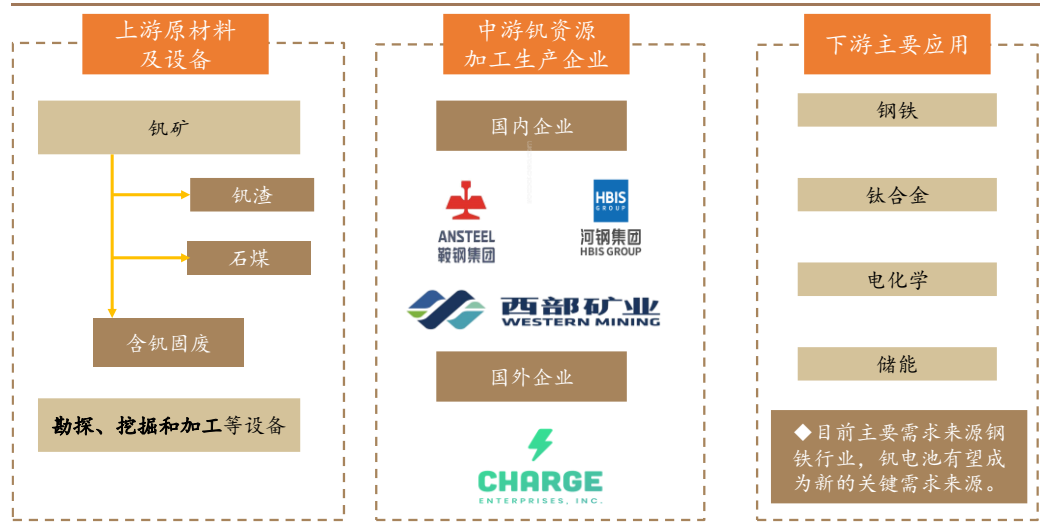 上游原材料
及设备
钒矿
钒渣
石煤
含钒固废
勘探、挖掘和加工等设备
中游钒资源
加工生产企业
国内企业
ANSTEEL
鞍钢集团
HBIS
GROUP
河钢集团
HBIS GROUP
西部矿业
WESTERN MINING
国外企业
CHARGE
ENTERPRISES, INC.
下游主要应用
钢铁
钛合金
电化学
储能
◆目前主要需求来源钢
铁行业，钒电池有望成
为新的关键需求来源。